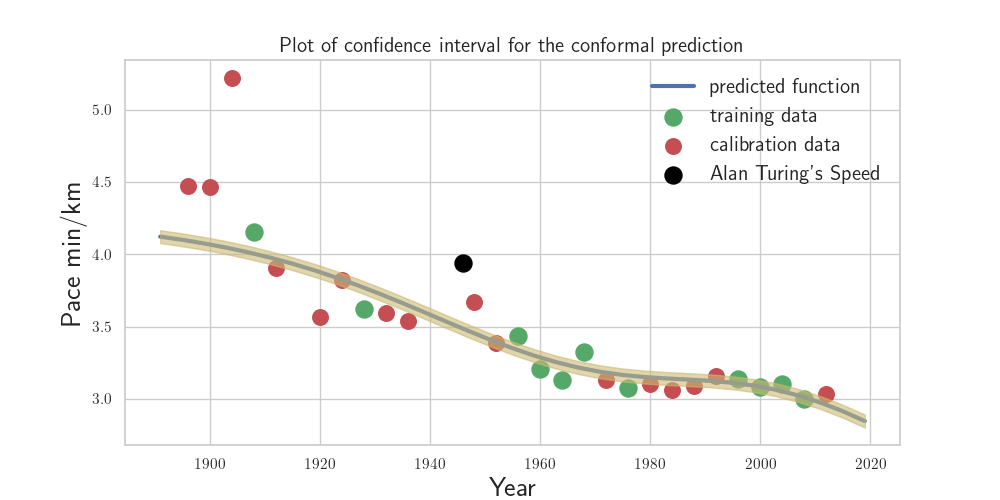 Plot of confidence interval for the conformal prediction
predicted function
training data
calibration data
Alan Turing's Speed
5.0
4.5
4.0
3.5
3.0
Pace min/km
1900 1920 1940 1960 1980 2000 2020
Year